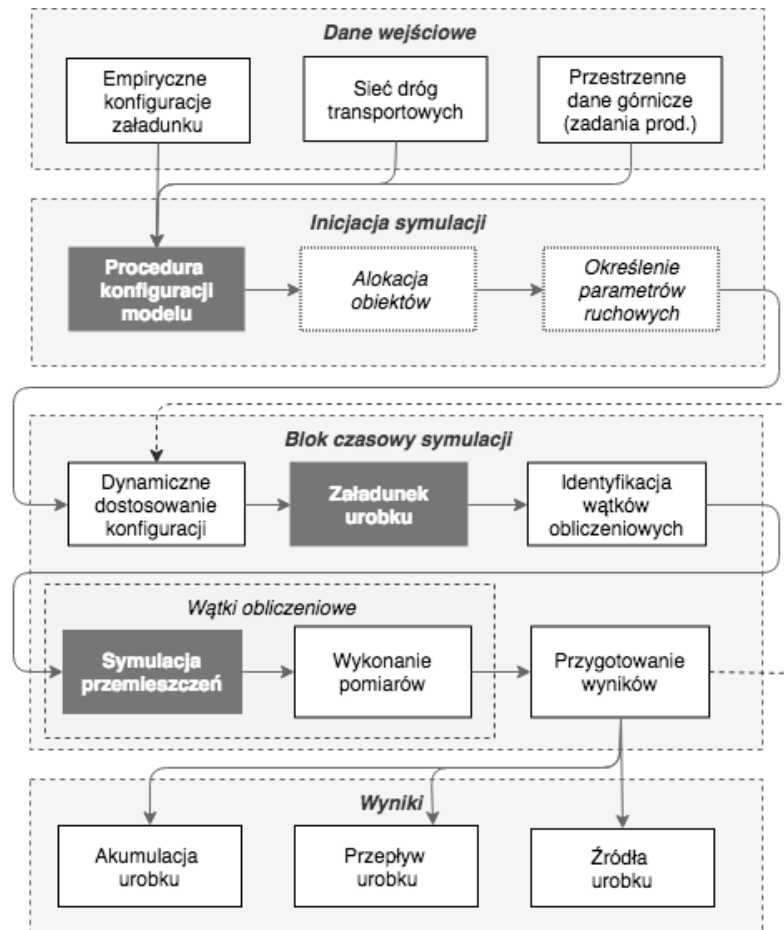 Dane wejściowe
Empiryczne
konfiguracje
załadunku
Sieć dróg
transportowych
Przestrzenne
dane górnicze
(zadania prod.)
Inicjacja symulacji
Procedura
konfiguracji
modelu
Alokacja
obiektów
Określenie
parametrów
ruchowych
Blok czasowy symulacji
Dynamiczne
dostosowanie
konfiguracji
Załadunek
urobku
Identyfikacja
wątków
obliczeniowych
Wątki obliczeniowe
Symulacja
przemieszczeń
Wykonanie
pomiarów
Przygotowanie
wyników
Wyniki
Akumulacja
urobku
Przepływ
urobku
Źródła
urobku